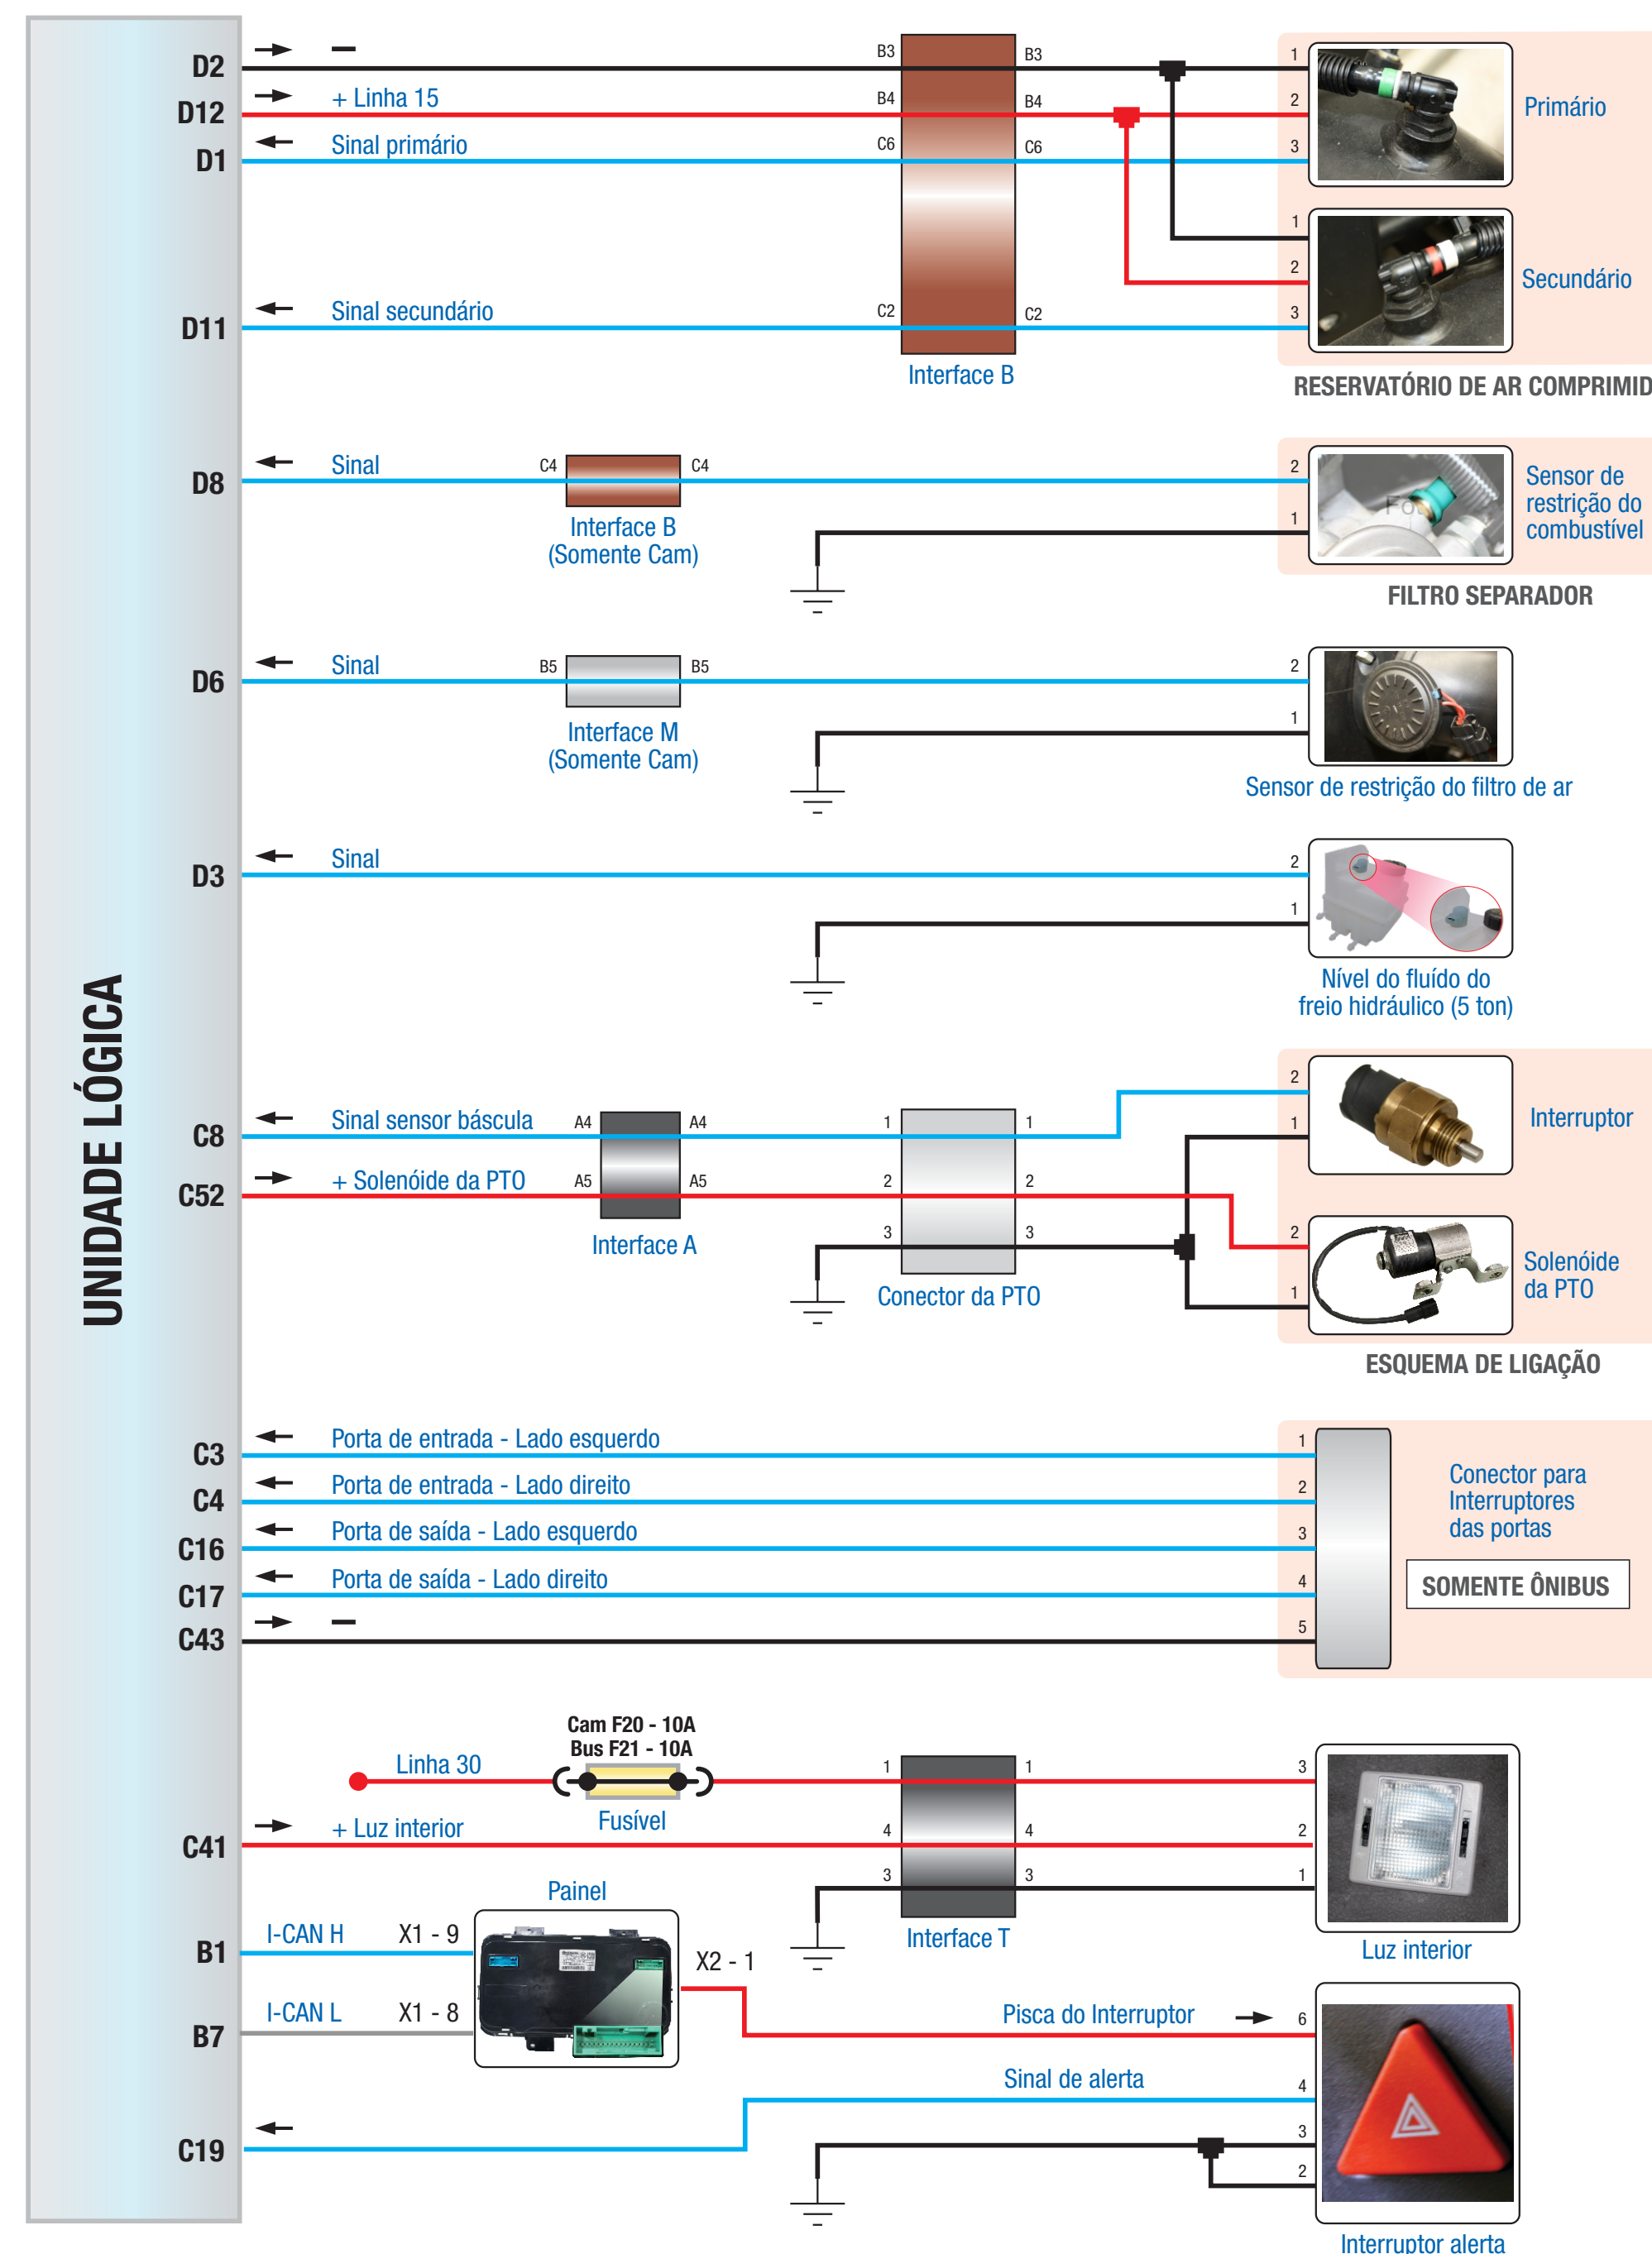 UNIDADE LÓGICA
D2
–
B3
B3
1
D12
+ Linha 15
B4
B4
2
D1
Sinal primário
C6
C6
3
Primário
1
2
Secundário
D11
Sinal secundário
C2
C2
3
Interface B
RESERVATÓRIO DE AR COMPRIMID
D8
Sinal
C4
C4
2
1
Interface B
(Somente Cam)
Sensor de
restrição do
combustível
FILTRO SEPARADOR
D6
Sinal
B5
B5
2
1
Interface M
(Somente Cam)
Sensor de restrição do filtro de ar
D3
Sinal
2
1
Nível do fluído do
freio hidráulico (5 ton)
C8
Sinal sensor báscula
A4
A4
1
1
2
1
Interruptor
C52
+ Solenóide da PTO
A5
A5
2
2
2
3
3
1
Interface A
Conector da PTO
Solenóide
da PTO
ESQUEMA DE LIGAÇÃO
C3
Porta de entrada - Lado esquerdo
1
C4
Porta de entrada - Lado direito
2
C16
Porta de saída - Lado esquerdo
3
C17
Porta de saída - Lado direito
4
C43
–
5
Conector para
Interruptores
das portas
SOMENTE ÔNIBUS
Cam F20 - 10A
Bus F21 - 10A
Linha 30
Fusível
1
1
3
C41
+ Luz interior
4
4
2
3
3
1
Interface T
Luz interior
Painel
B1
I-CAN H
X1 - 9
X2 - 1
B7
I-CAN L
X1 - 8
Pisca do Interruptor
6
Sinal de alerta
4
C19
3
2
Interruptor alerta